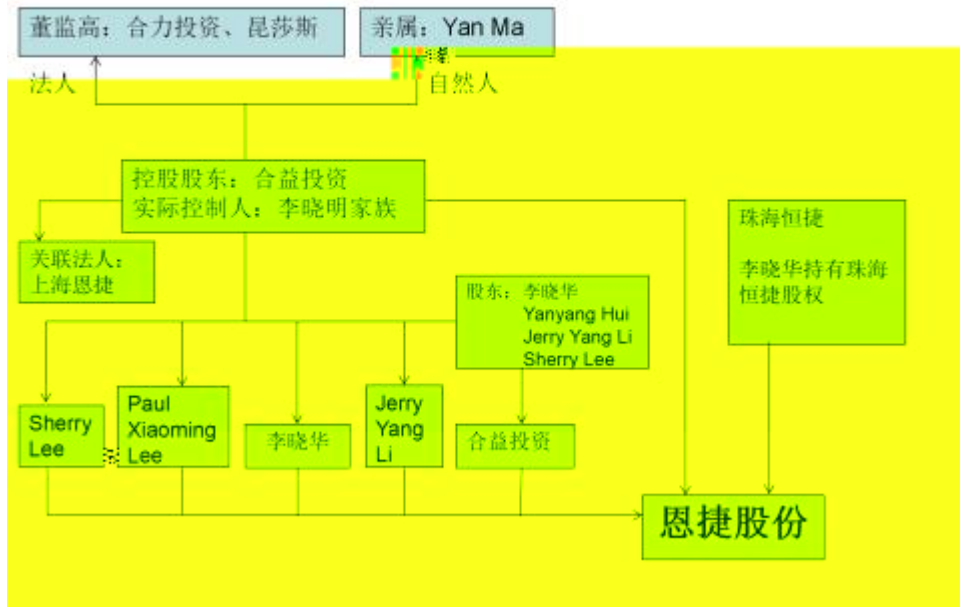 董监高：合力投资、昆莎斯
亲属：Yan Ma
法人
自然人
控股股东：合益投资
实际控制人：李晓明家族
关联法人：
上海恩捷
珠海恒捷
李晓华持有珠海
恒捷股权
股东：李晓华
Yanyang Hui
Jerry Yang Li
Sherry Lee
Sherry
Lee
Paul
Xiaoming
Lee
李晓华
Jerry
Yang
Li
合益投资
恩捷股份